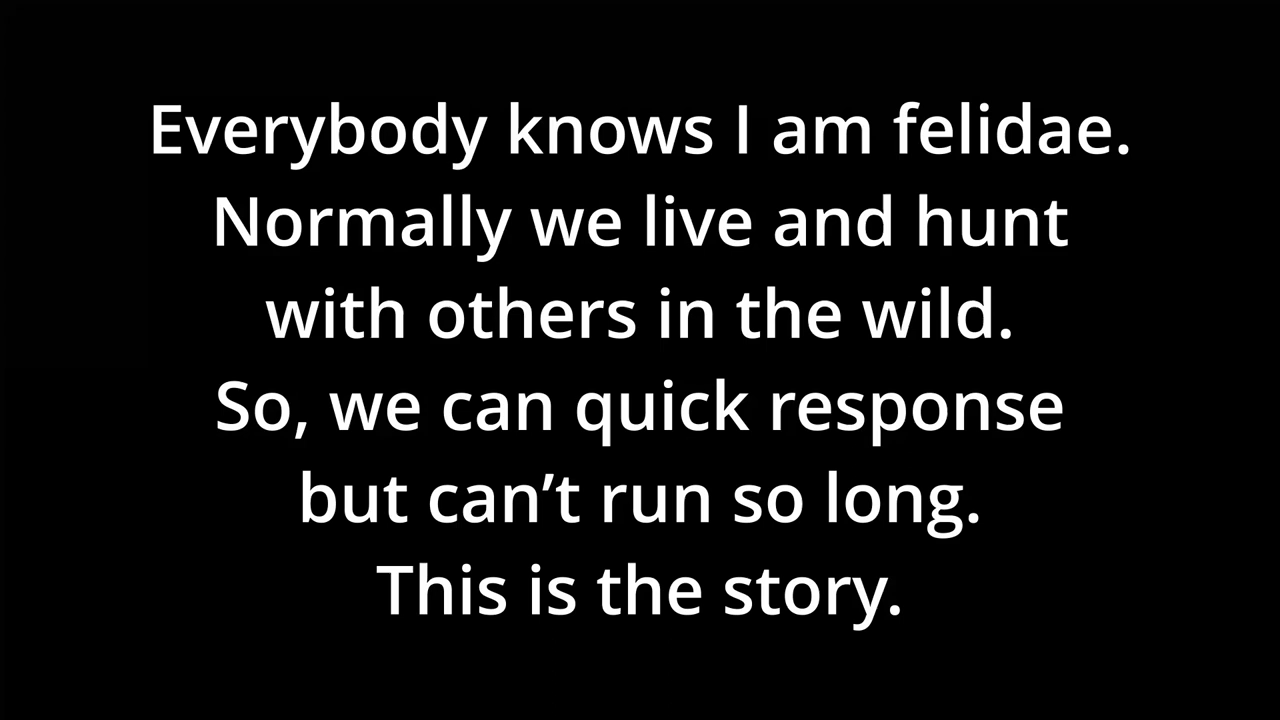 Everybody knows I am felidae.
Normally we live and hunt
with others in the wild.
So, we can quick response
but can’t run so long.
This is the story.